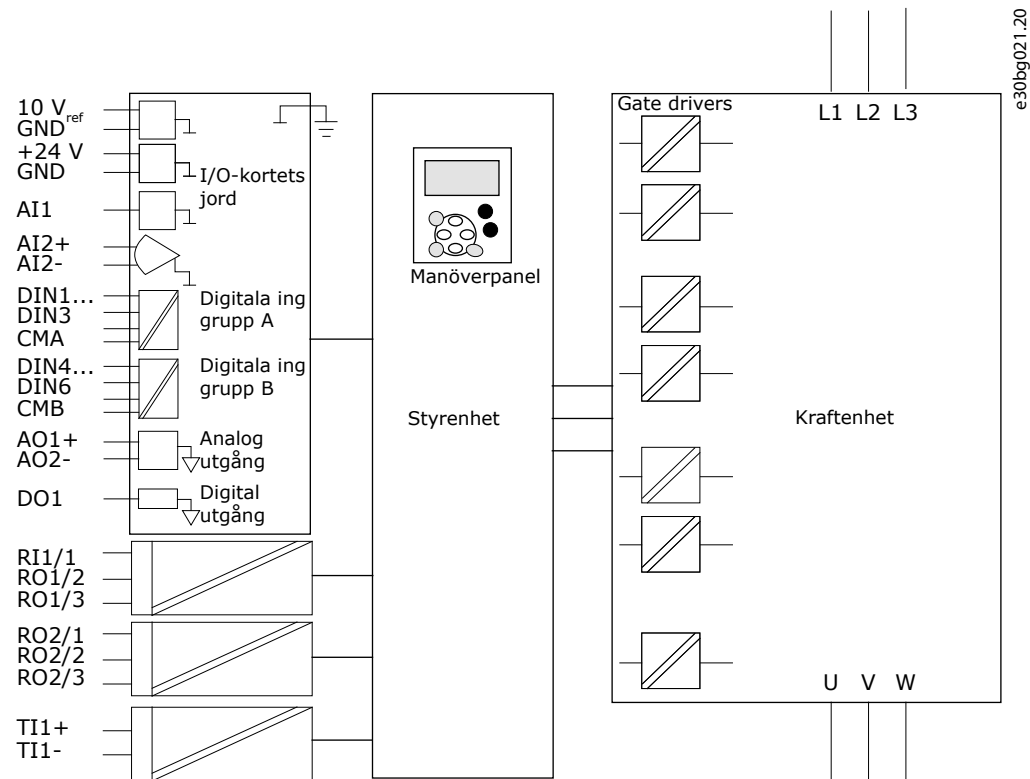 e30bg021.20
10 Vref
GND
+24 V
GND
I/O-kortets
jord
AI1
AI2+
AI2-
DIN1...
DIN3
CMA
Digitala ing
grupp A
DIN4...
DIN6
CMB
Digitala ing
grupp B
AO1+
AO2-
Analog
utgång
DO1
Digital
utgång
RI1/1
RO1/2
RO1/3
RO2/1
RO2/2
RO2/3
TI1+
TI1-
Manöverpanel
Styrenhet
Gate drivers
L1 L2 L3
Kraftenhet
U V W